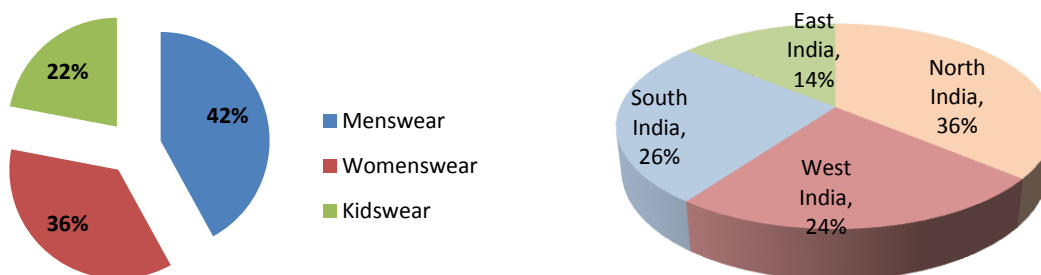 22%
42%
36%
Menswear
Womenswear
Kidswear
East
India,
14%
North
India,
36%
South
India,
26%
West
India,
24%